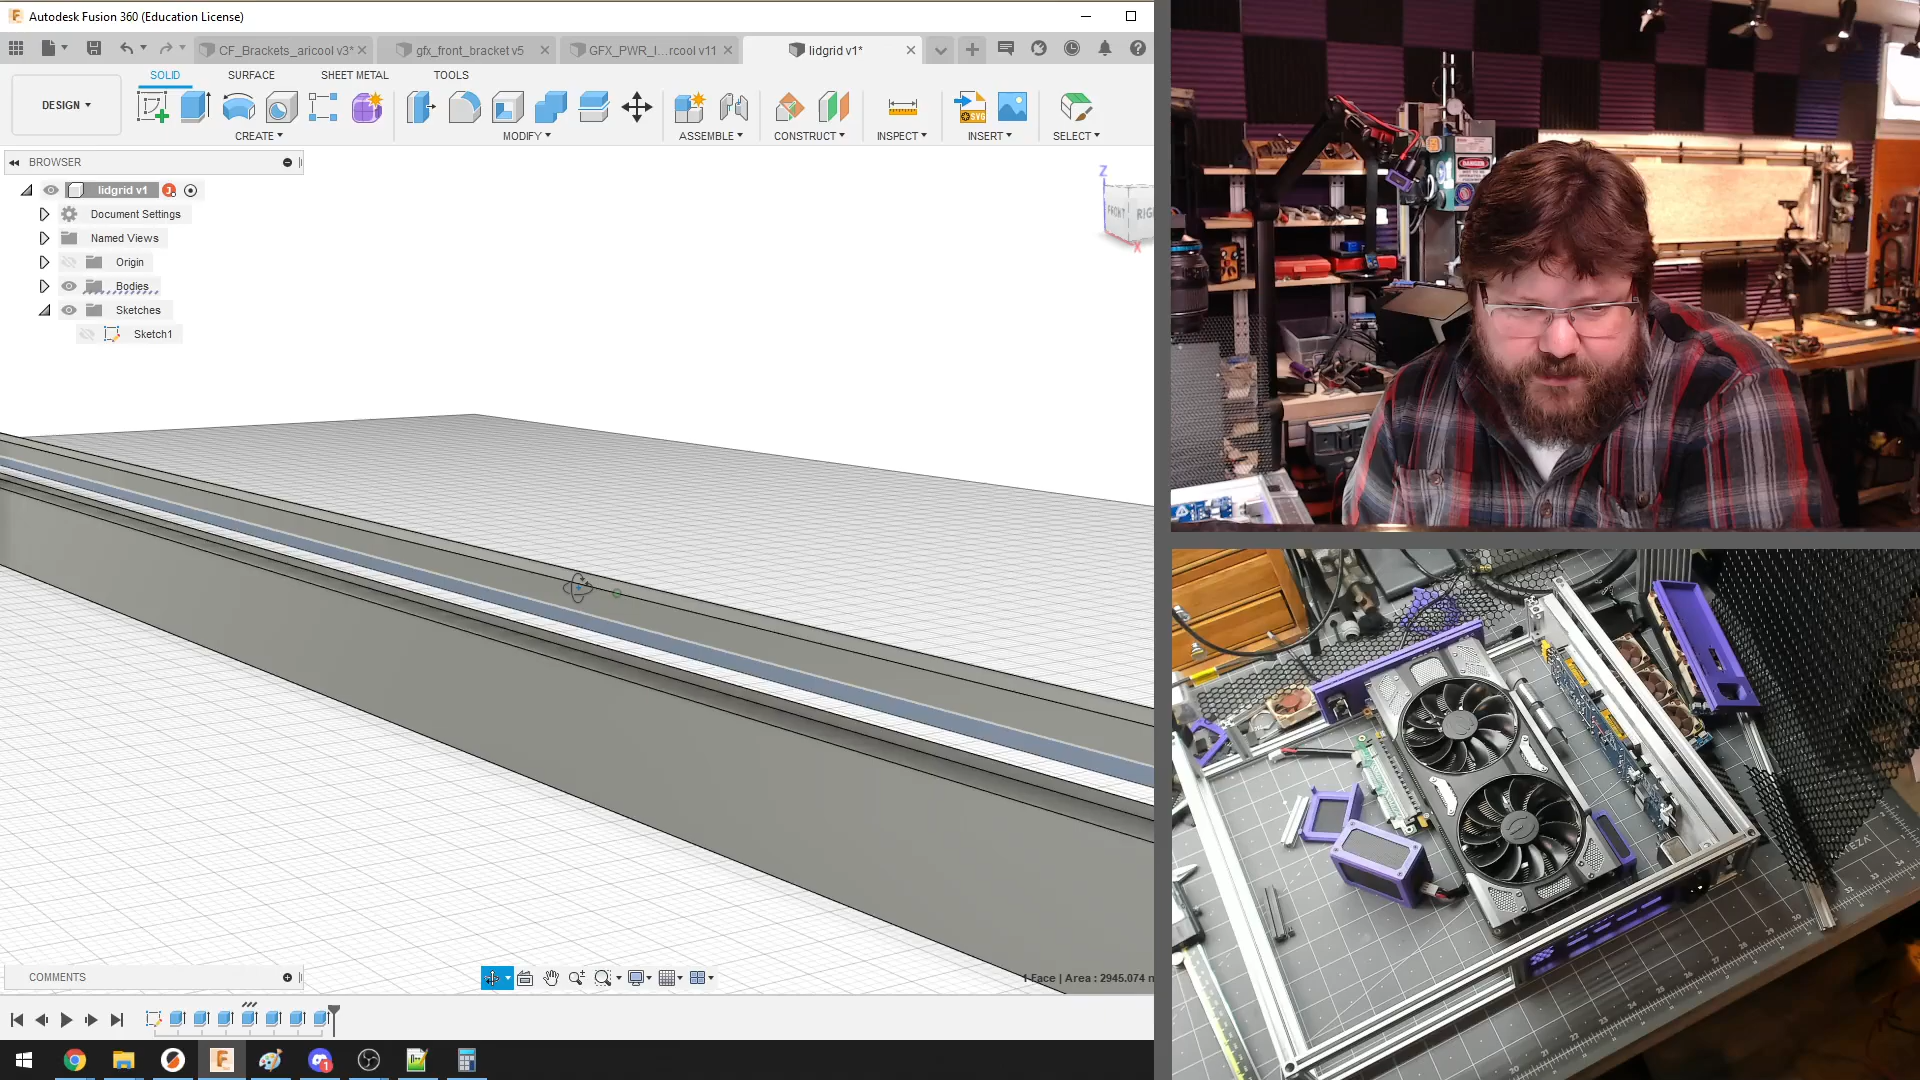 Autodesk Fusion 360 (Education License)
CF_Brackets_aricool v3*
gfx_front_bracket v5
GFX_PWR_I...rcool v11
lidgrid v1*
DESIGN
SOLID
SURFACE
SHEET METAL
TOOLS
CREATE
MODIFY
ASSEMBLE
CONSTRUCT
INSPECT
INSERT
SELECT
BROWSER
lidgrid v1
Document Settings
Named Views
Origin
Bodies
Sketches
Sketch1
Z
FRONT
RIG
X
DANGER
COMMENTS
1 Face | Area : 2945.074 m